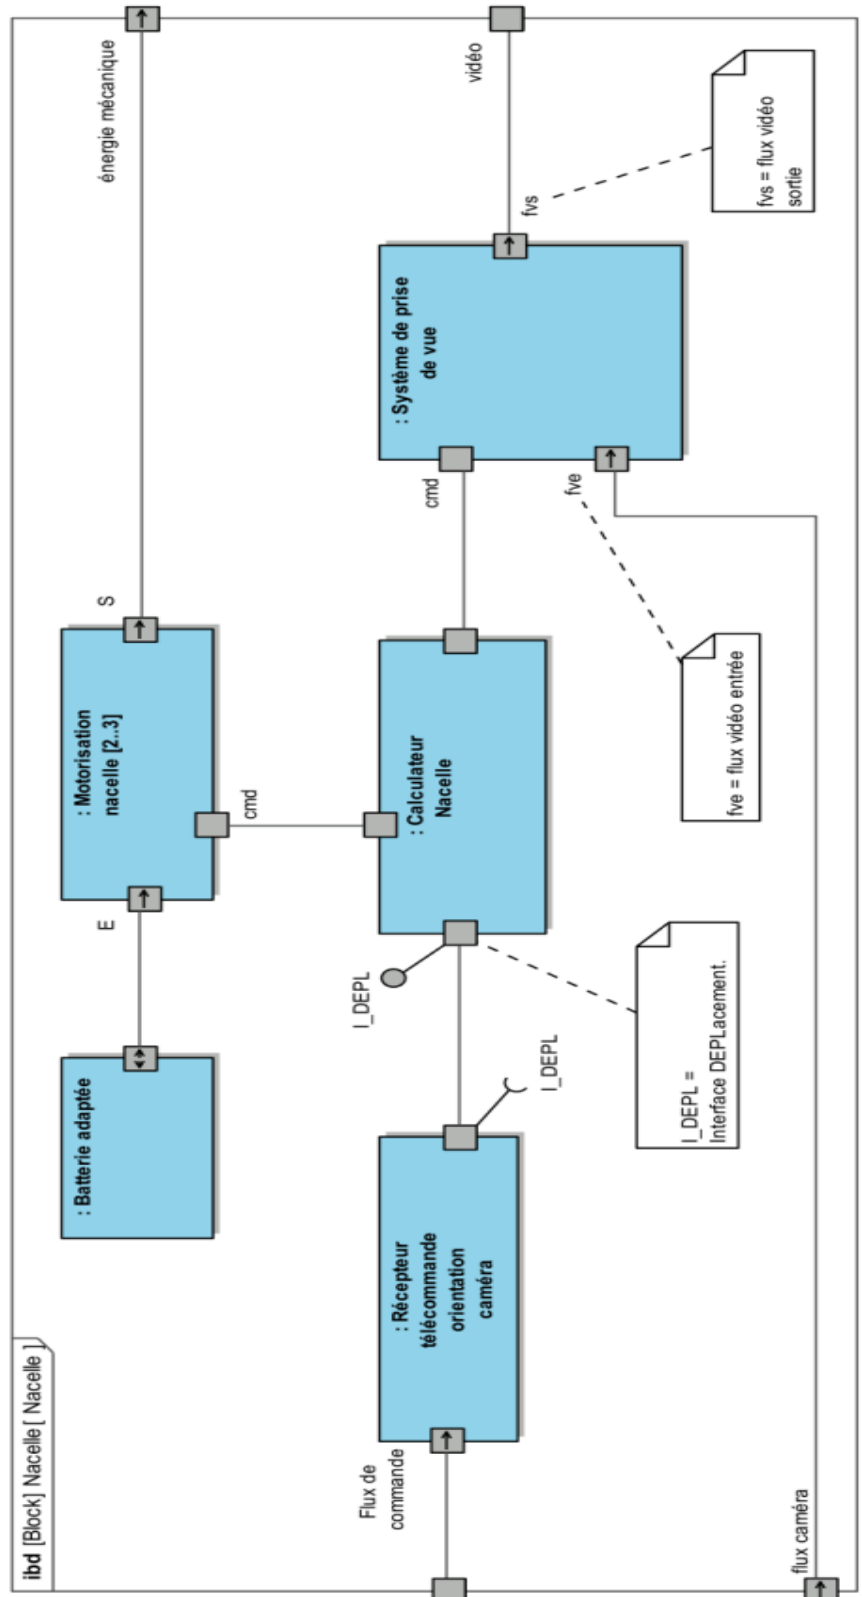 ibd [Block] Nacelle [ Nacelle ]
: Batterie adaptée
E
: Motorisation
nacelle [2..3]
S
énergie mécanique
cmd
Flux de
commande
: Récepteur
télécommande
orientation
caméra
I_DEPL
I_DEPL
: Calculateur
Nacelle
cmd
: Système de prise
de vue
fve
fvs
vidéo
I_DEPL =
Interface DEPLacement.
fve = flux vidéo entrée
fvs = flux vidéo
sortie
flux caméra